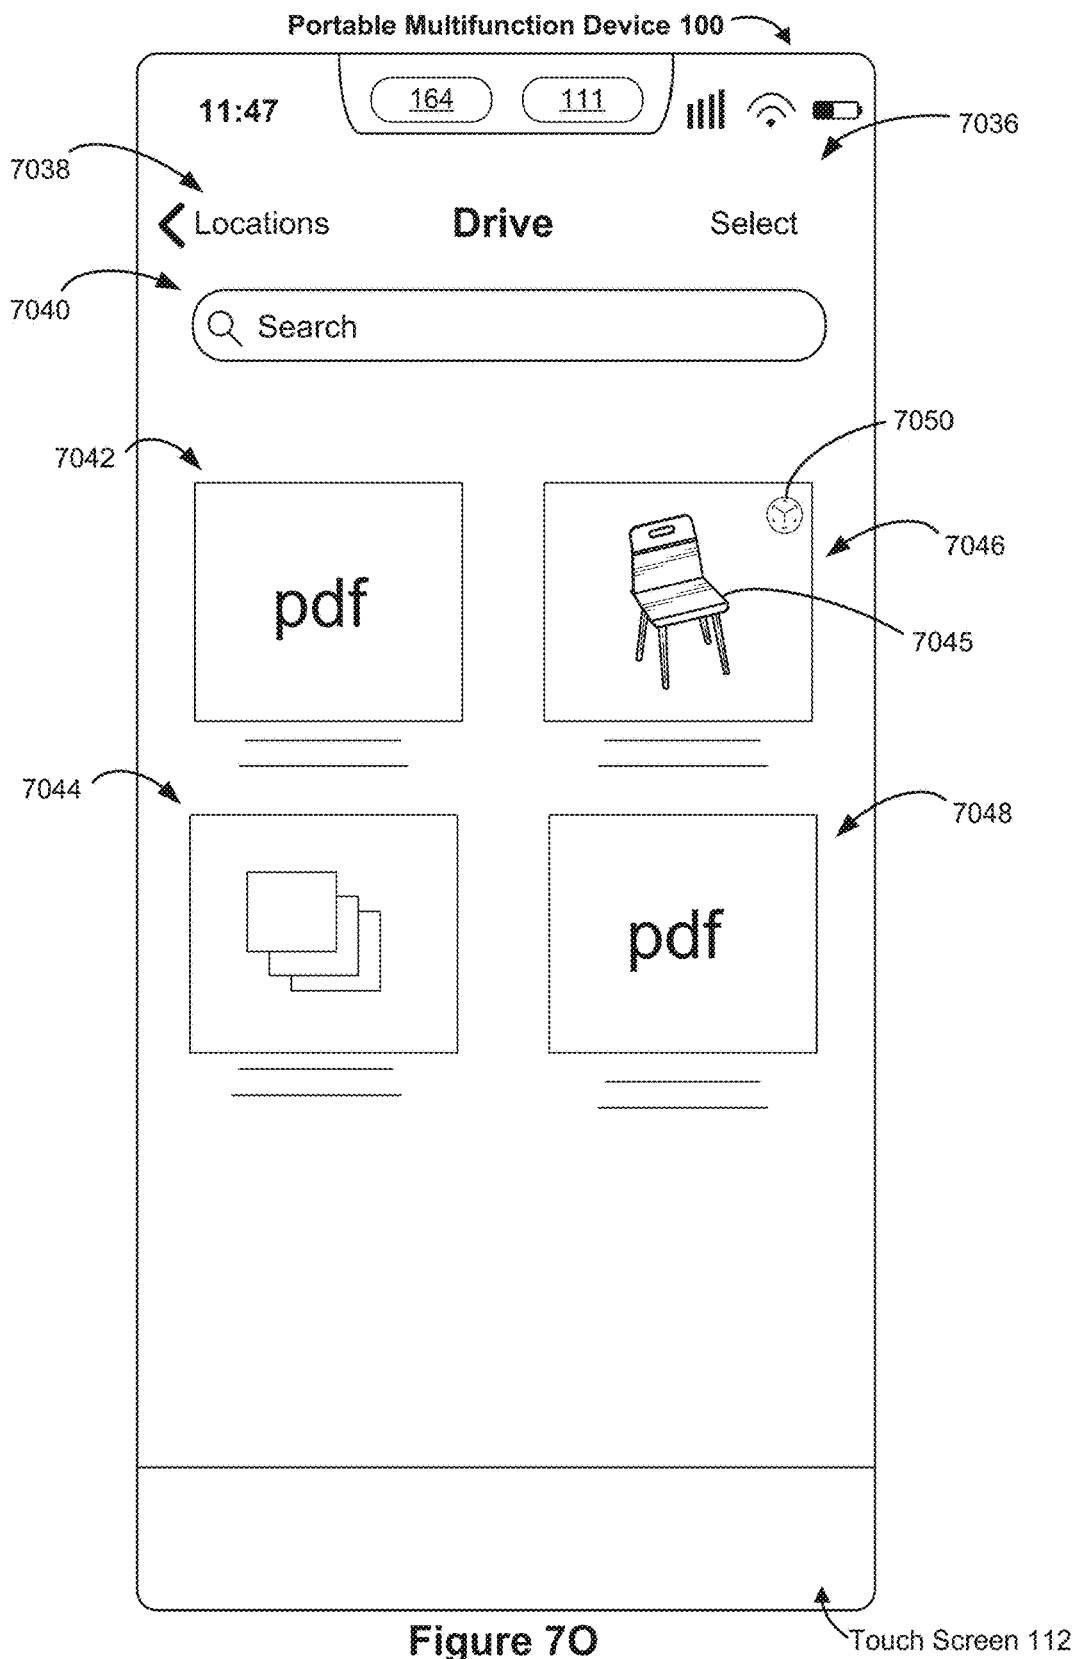 Portable Multifunction Device 100
11:47
164
111
7036
7038
Locations
Drive
Select
7040
Search
7050
7042
7046
pdf
7045
7044
7048
pdf
Figure 7O
Touch Screen 112